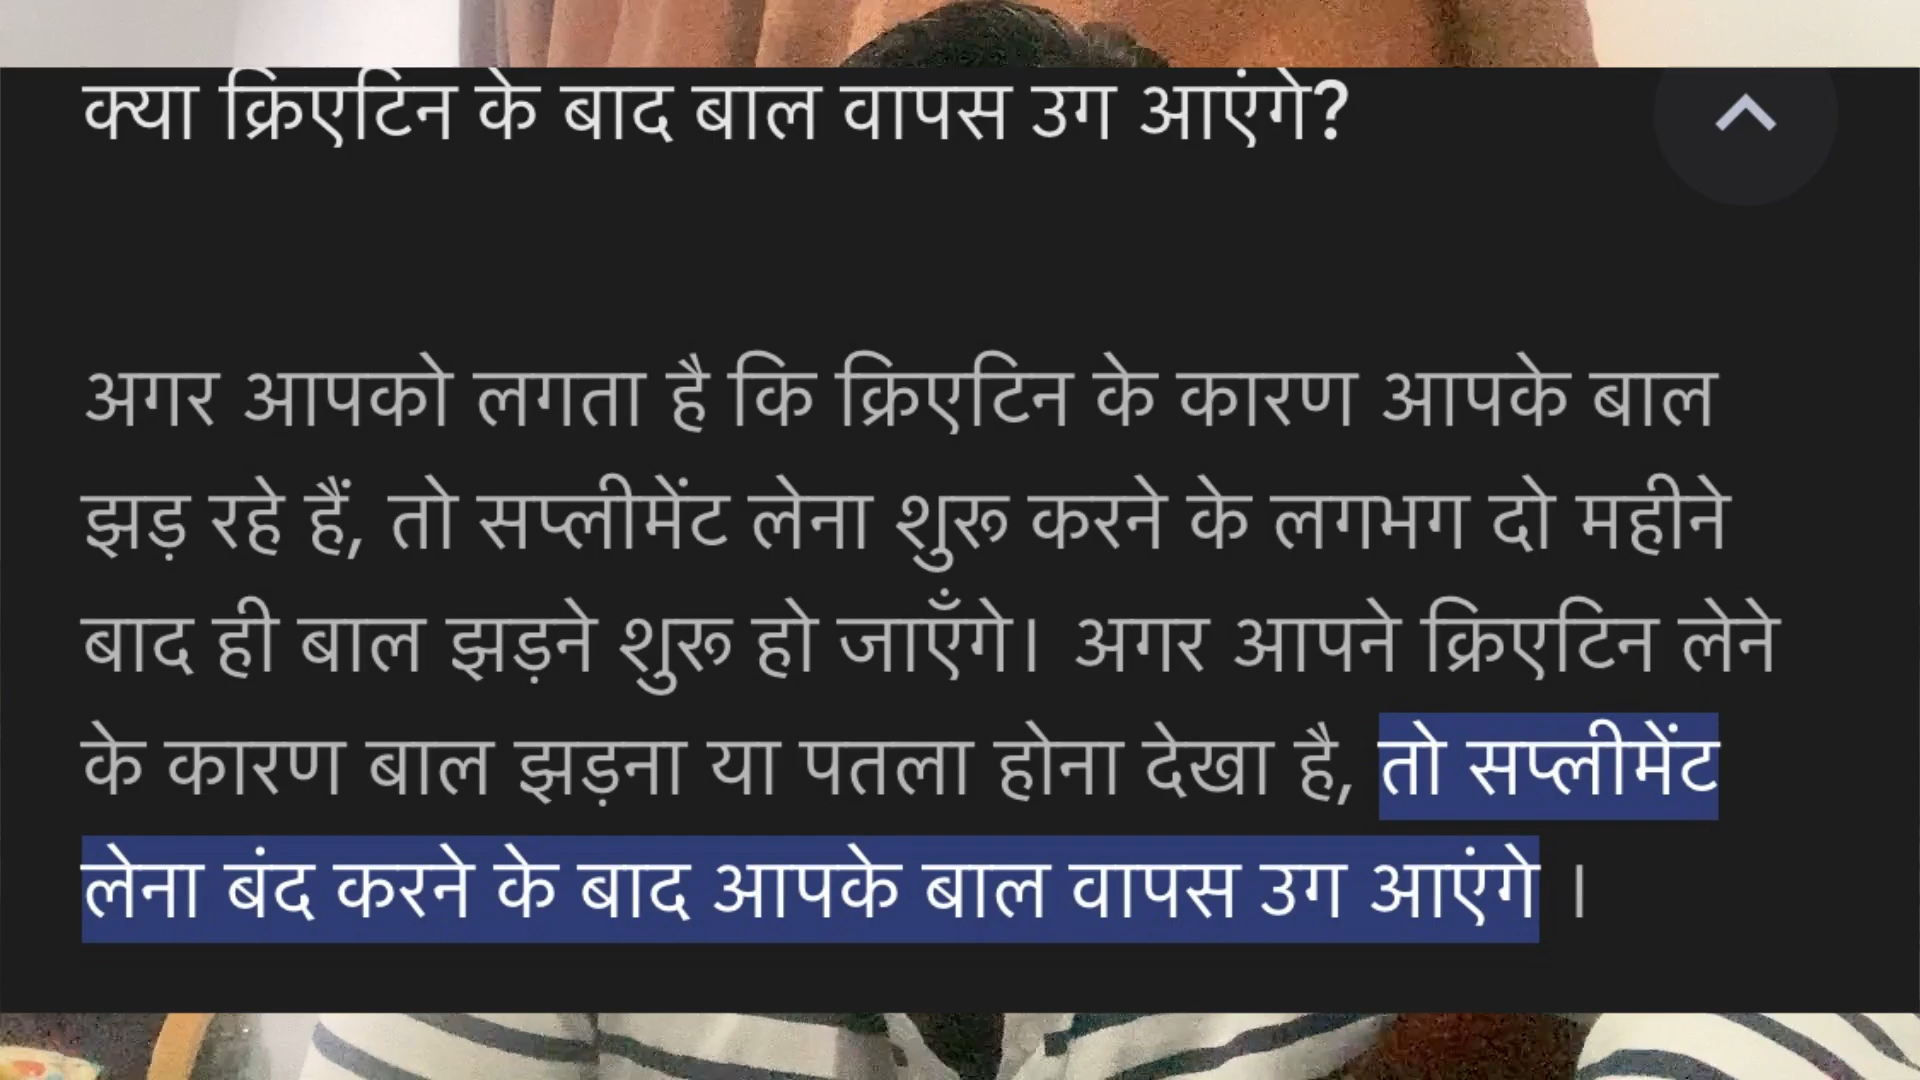 क्या क्रिएटिन के बाद बाल वापस उग आएंगे?
अगर आपको लगता है कि क्रिएटिन के कारण आपके बाल
झड़ रहे हैं, तो सप्लीमेंट लेना शुरू करने के लगभग दो महीने
बाद ही बाल झड़ने शुरू हो जाएँगे। अगर आपने क्रिएटिन लेने
के कारण बाल झड़ना या पतला होना देखा है, तो सप्लीमेंट
लेना बंद करने के बाद आपके बाल वापस उग आएंगे ।